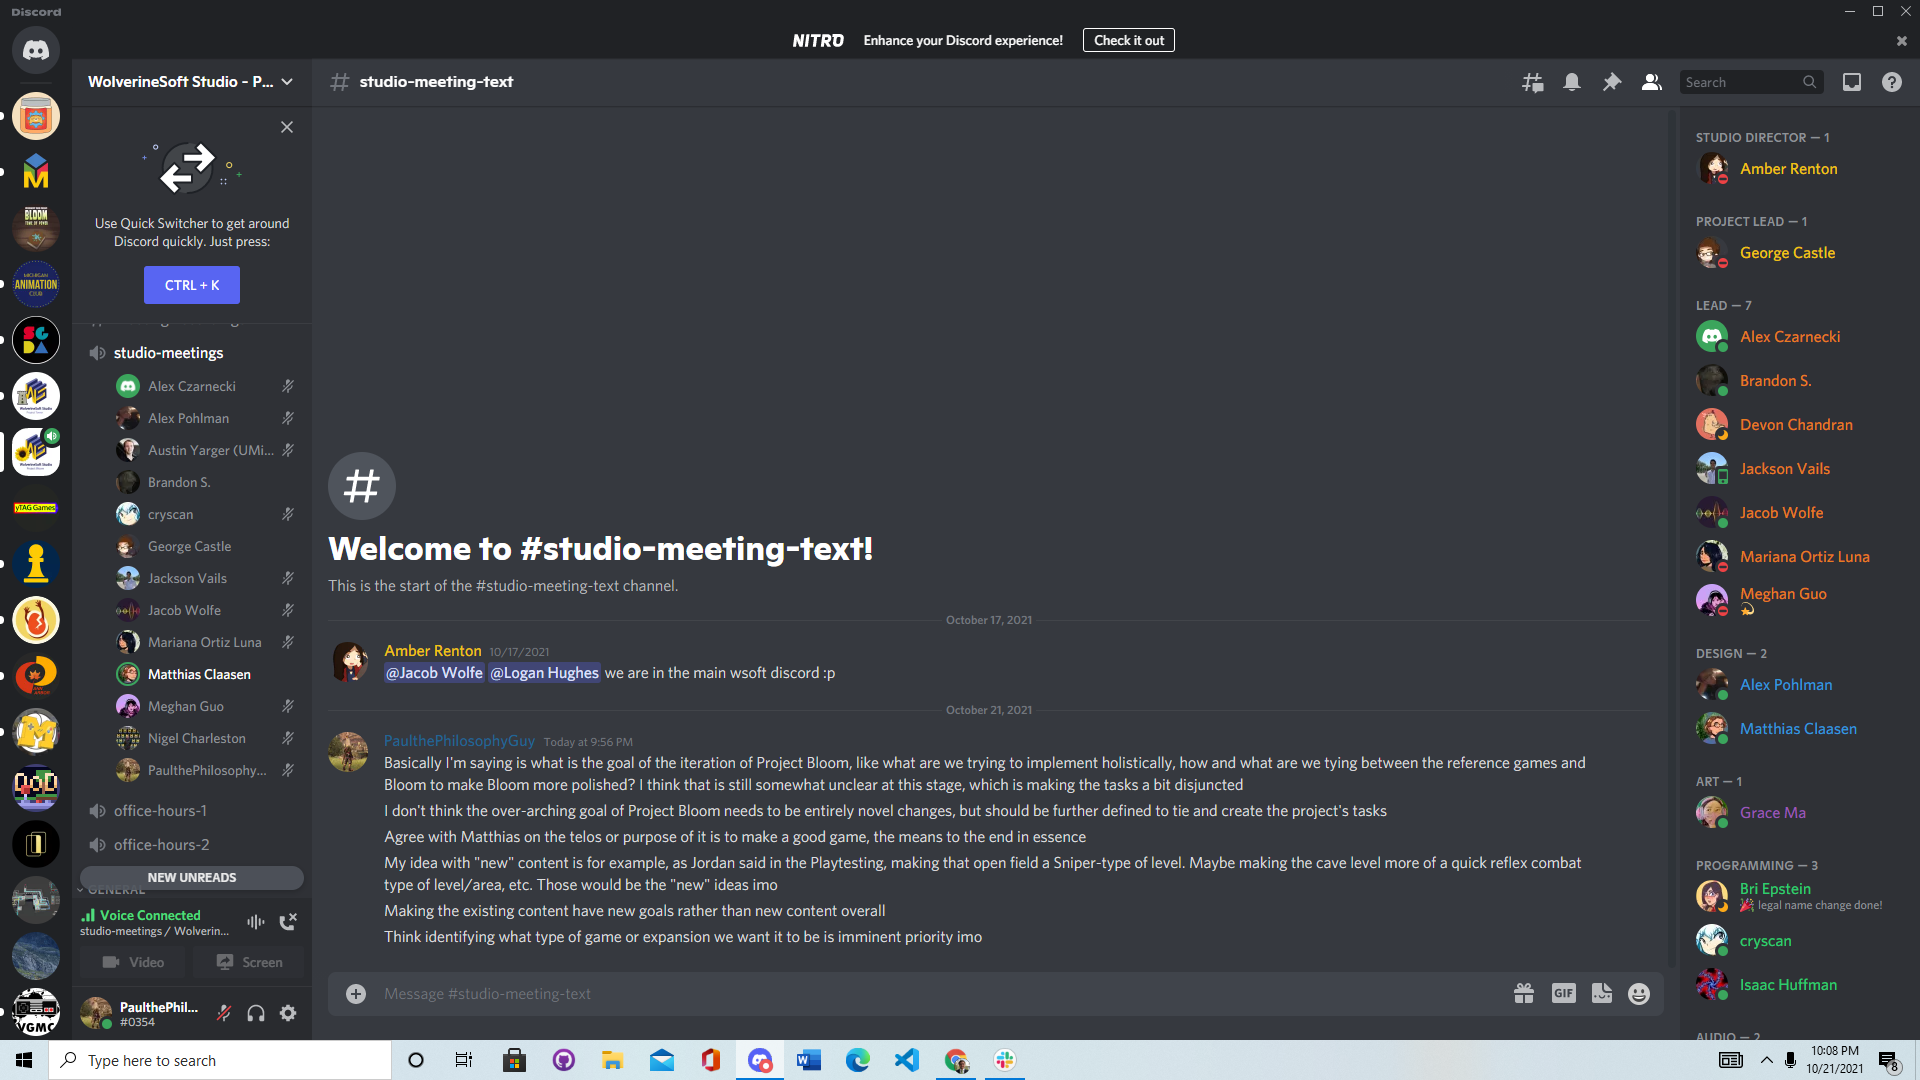 Discord
NITRO Enhance your Discord experience! Check it out
WolverineSoft Studio - P...
studio-meeting-text
Search
Use Quick Switcher to get around
Discord quickly. Just press:
CTRL + K
studio-meetings
Alex Czarnecki
Alex Pohlman
Austin Yarger (UMi...
Brandon S.
cryscan
George Castle
Jackson Vails
Jacob Wolfe
Mariana Ortiz Luna
Matthias Claasen
Meghan Guo
Nigel Charleston
PaulthePhilosophy...
office-hours-1
office-hours-2
NEW UNREADS
GENERAL
Voice Connected
studio-meetings / Wolverin...
Video
Screen
PaulthePhil...
#0354
BLOOM
MICHIGAN
ANIMATION
CLUB
yTAG Games
VGMC
Welcome to #studio-meeting-text!
This is the start of the #studio-meeting-text channel.
October 17, 2021
Amber Renton 10/17/2021
@Jacob Wolfe @Logan Hughes we are in the main wsoft discord :p
October 21, 2021
PaulthePhilosophyGuy Today at 9:56 PM
Basically I'm saying is what is the goal of the iteration of Project Bloom, like what are we trying to implement holistically, how and what are we tying between the reference games and
Bloom to make Bloom more polished? I think that is still somewhat unclear at this stage, which is making the tasks a bit disjuncted
I don't think the over-arching goal of Project Bloom needs to be entirely novel changes, but should be further defined to tie and create the project's tasks
Agree with Matthias on the telos or purpose of it is to make a good game, the means to the end in essence
My idea with "new" content is for example, as Jordan said in the Playtesting, making that open field a Sniper-type of level. Maybe making the cave level more of a quick reflex combat
type of level/area, etc. Those would be the "new" ideas imo
Making the existing content have new goals rather than new content overall
Think identifying what type of game or expansion we want it to be is imminent priority imo
Message #studio-meeting-text
GIF
STUDIO DIRECTOR — 1
Amber Renton
PROJECT LEAD — 1
George Castle
LEAD — 7
Alex Czarnecki
Brandon S.
Devon Chandran
Jackson Vails
Jacob Wolfe
Mariana Ortiz Luna
Meghan Guo
DESIGN — 2
Alex Pohlman
Matthias Claasen
ART — 1
Grace Ma
PROGRAMMING — 3
Bri Epstein
legal name change done!
cryscan
Isaac Huffman
AUDIO — 2
Type here to search
10:08 PM
10/21/2021
8